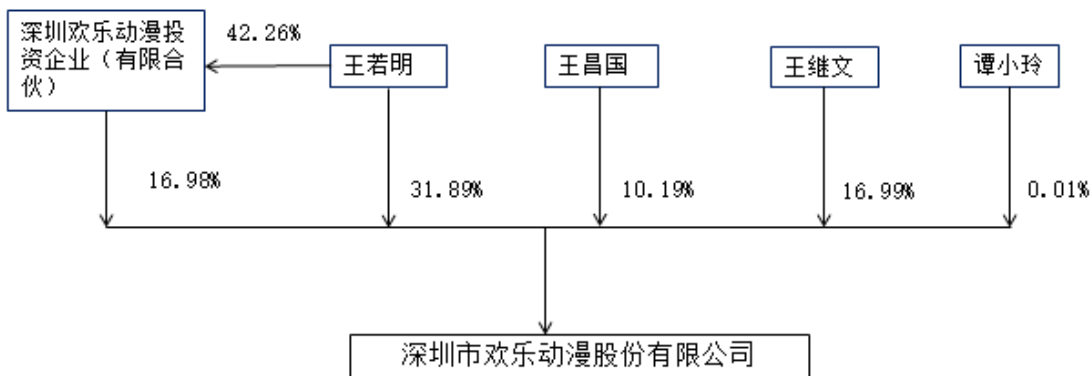 深圳欢乐动漫投
资企业（有限合
伙）
42.26%
王若明
王昌国
王继文
谭小玲
16.98%
31.89%
10.19%
16.99%
0.01%
深圳市欢乐动漫股份有限公司